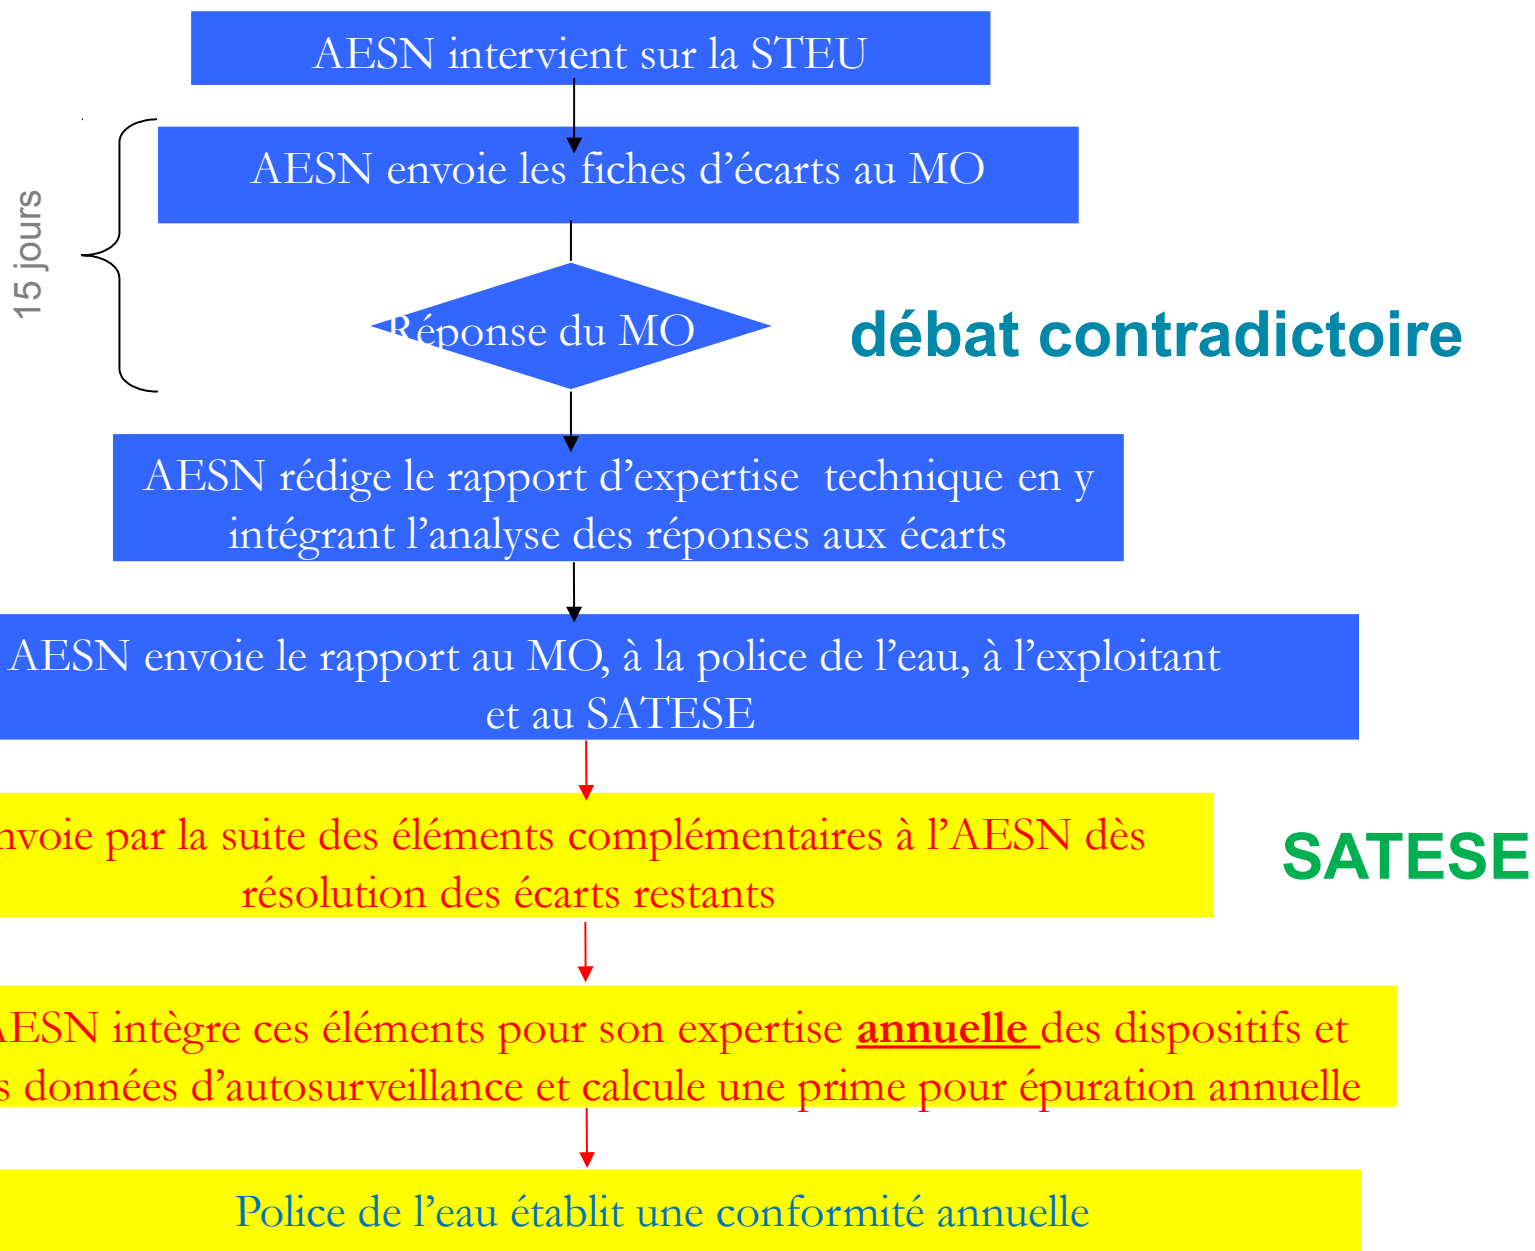 AESN intervient sur la STEU
AESN envoie les fiches d’écarts au MO
15 jours
Réponse du MO
débat contradictoire
AESN rédige le rapport d’expertise technique en y
intégrant l’analyse des réponses aux écarts
AESN envoie le rapport au MO, à la police de l’eau, à l’exploitant
et au SATESE
par la suite des éléments complémentaires à l’AESN dès
résolution des écarts restants
SATESE
AESN intègre ces éléments pour son expertise annuelle des dispositifs et
données d'autosurveillance et calcule une prime pour épuration annuelle
Police de l’eau établit une conformité annuelle